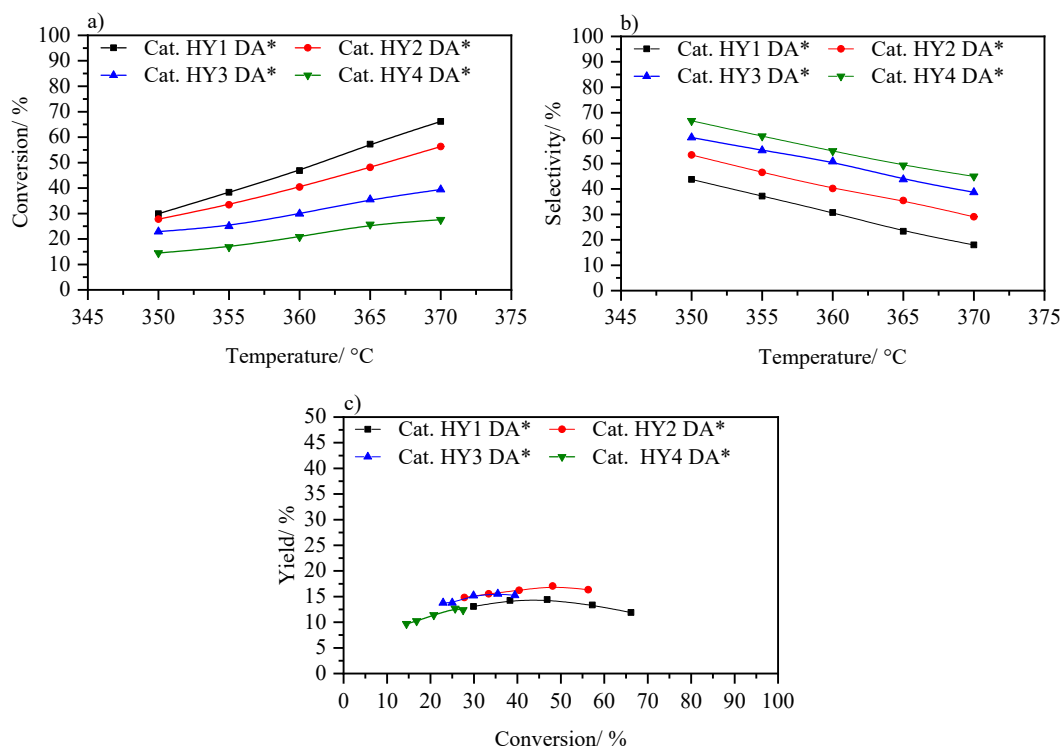 a)
Cat. HY1 DA* Cat. HY2 DA*
Cat. HY3 DA* Cat. HY4 DA*
Conversion/ %
100
90
80
70
60
50
40
30
20
10
0
345 350 355 360 365 370 375
Temperature/ °C
b)
Cat. HY1 DA* Cat. HY2 DA*
Cat. HY3 DA* Cat. HY4 DA*
Selectivity/ %
100
90
80
70
60
50
40
30
20
10
0
345 350 355 360 365 370 375
Temperature/ °C
c)
Cat. HY1 DA* Cat. HY2 DA*
Cat. HY3 DA* Cat. HY4 DA*
Yield/ %
50
45
40
35
30
25
20
15
10
5
0
0 10 20 30 40 50 60 70 80 90 100
Conversion/ %